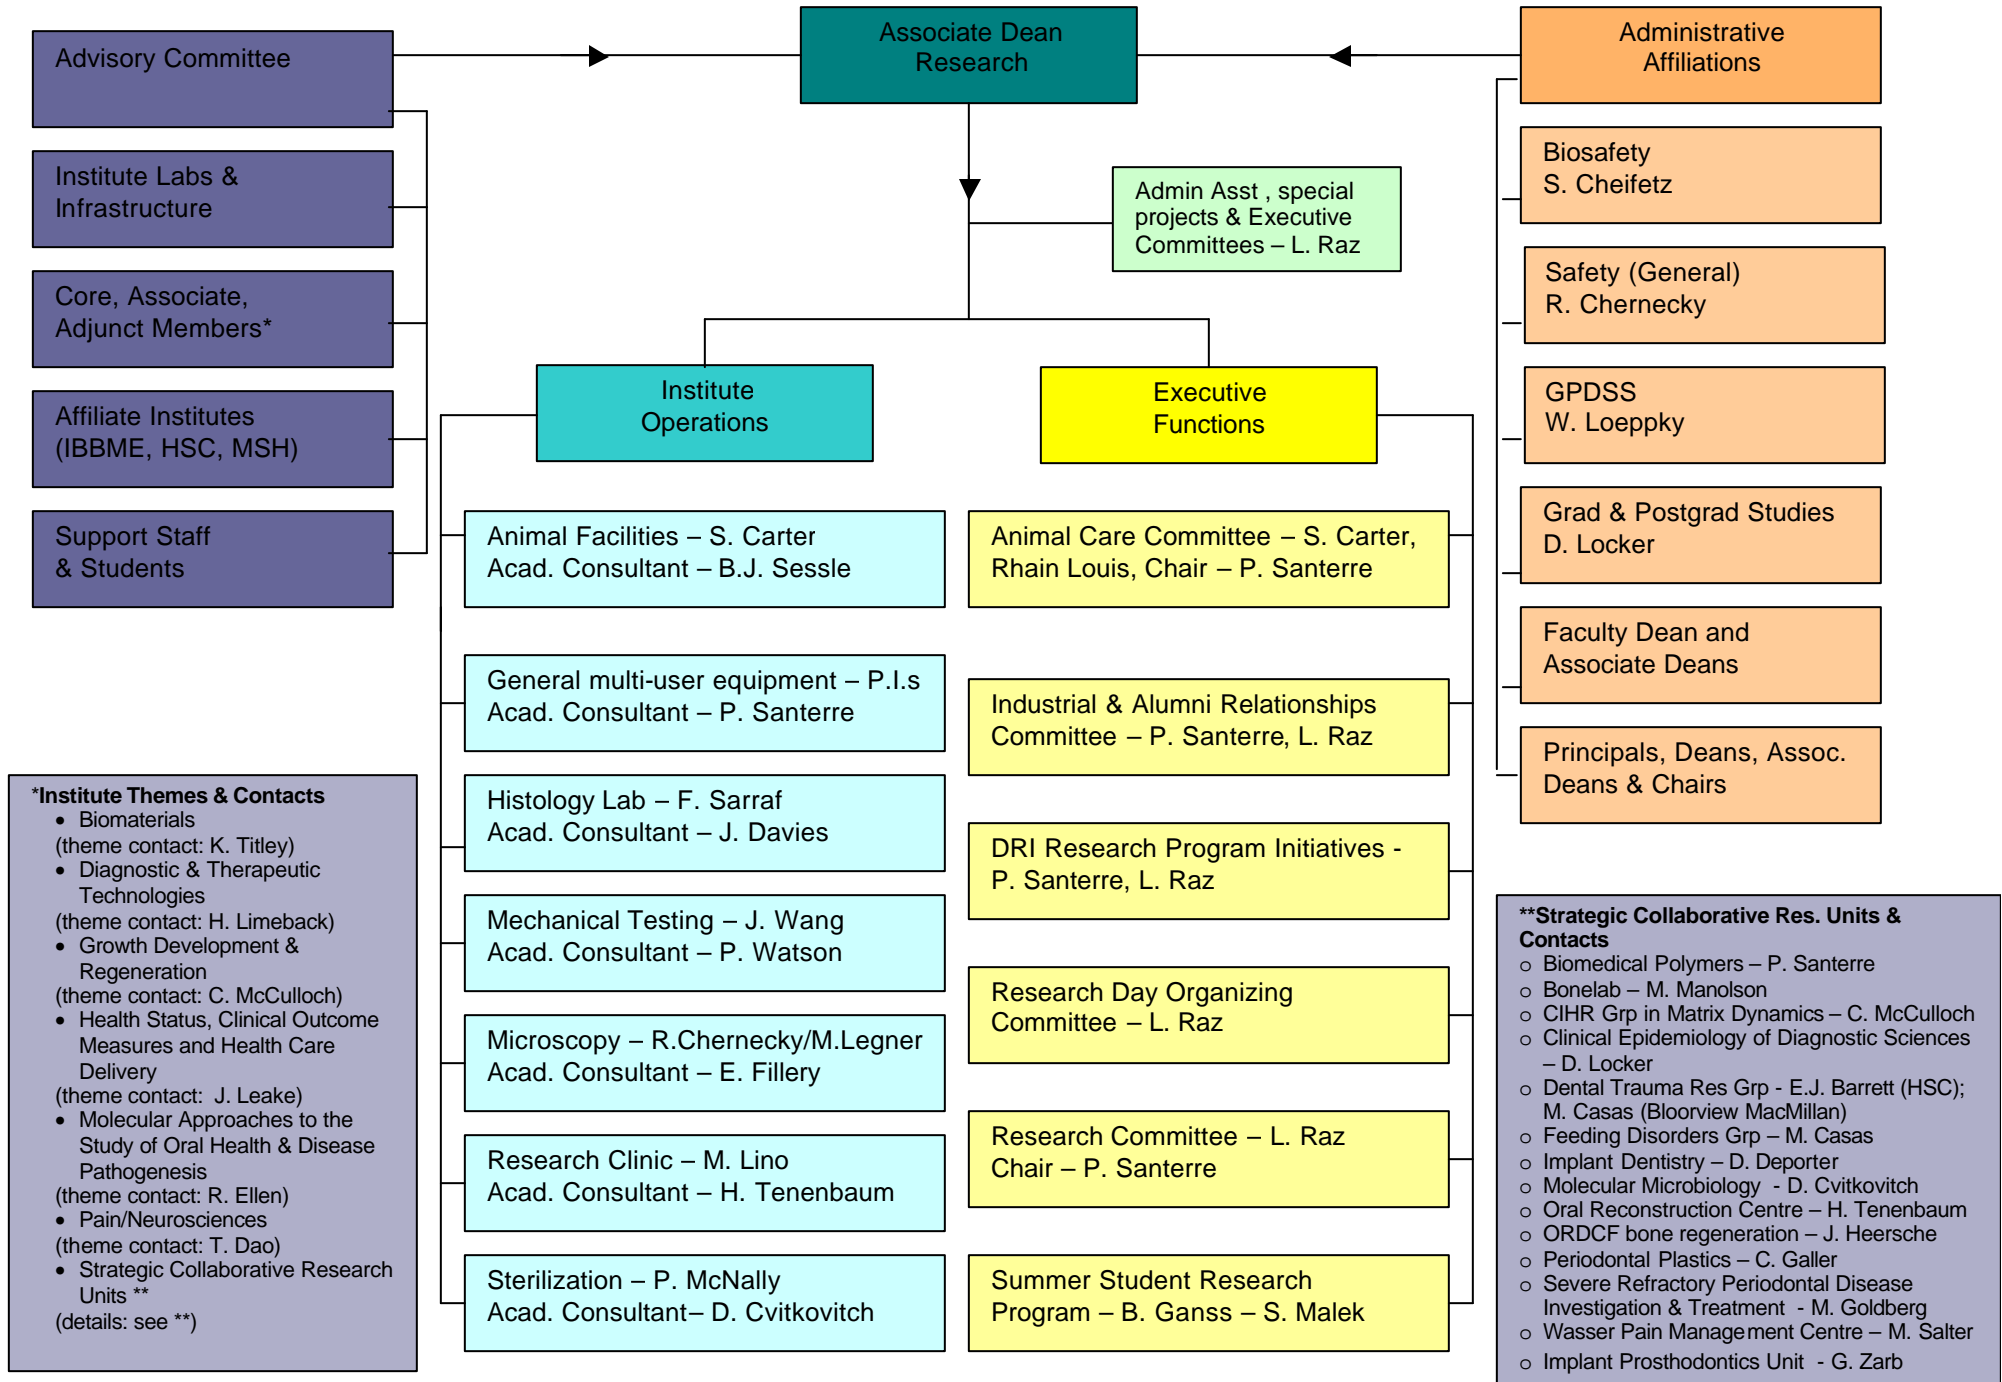 Advisory Committee
Institute Labs &
Infrastructure
Core, Associate,
Adjunct Members*
Affiliate Institutes
(IBBME, HSC, MSH)
Support Staff
& Students
Associate Dean
Research
Admin Asst , special
projects & Executive
Committees – L. Raz
Administrative
Affiliations
Biosafety
S. Cheifetz
Safety (General)
R. Chernecky
GPDSS
W. Loeppky
Grad & Postgrad Studies
D. Locker
Faculty Dean and
Associate Deans
Principals, Deans, Assoc.
Deans & Chairs
Institute
Operations
Animal Facilities – S. Carter
Acad. Consultant – B.J. Sessle
General multi-user equipment – P.I.s
Acad. Consultant – P. Santerre
Histology Lab – F. Sarraf
Acad. Consultant – J. Davies
Mechanical Testing – J. Wang
Acad. Consultant – P. Watson
Microscopy – R.Chernecky/M.Legner
Acad. Consultant – E. Fillery
Research Clinic – M. Lino
Acad. Consultant – H. Tenenbaum
Sterilization – P. McNally
Acad. Consultant– D. Cvitkovitch
Executive
Functions
Animal Care Committee – S. Carter,
Rhain Louis, Chair – P. Santerre
Industrial & Alumni Relationships
Committee – P. Santerre, L. Raz
DRI Research Program Initiatives -
P. Santerre, L. Raz
Research Day Organizing
Committee – L. Raz
Research Committee – L. Raz
Chair – P. Santerre
Summer Student Research
Program – B. Ganss – S. Malek
*Institute Themes & Contacts
• Biomaterials
(theme contact: K. Titley)
• Diagnostic & Therapeutic
Technologies
(theme contact: H. Limeback)
• Growth Development &
Regeneration
(theme contact: C. McCulloch)
• Health Status, Clinical Outcome
Measures and Health Care
Delivery
(theme contact: J. Leake)
• Molecular Approaches to the
Study of Oral Health & Disease
Pathogenesis
(theme contact: R. Ellen)
• Pain/Neurosciences
(theme contact: T. Dao)
• Strategic Collaborative Research
Units **
(details: see **)
**Strategic Collaborative Res. Units &
Contacts
o Biomedical Polymers – P. Santerre
o Bonelab – M. Manolson
o CIHR Grp in Matrix Dynamics – C. McCulloch
o Clinical Epidemiology of Diagnostic Sciences
– D. Locker
o Dental Trauma Res Grp - E.J. Barrett (HSC);
M. Casas (Bloorview MacMillan)
o Feeding Disorders Grp – M. Casas
o Implant Dentistry – D. Deporter
o Molecular Microbiology - D. Cvitkovitch
o Oral Reconstruction Centre – H. Tenenbaum
o ORDCF bone regeneration – J. Heersche
o Periodontal Plastics – C. Galler
o Severe Refractory Periodontal Disease
Investigation & Treatment - M. Goldberg
o Wasser Pain Management Centre – M. Salter
o Implant Prosthodontics Unit - G. Zarb